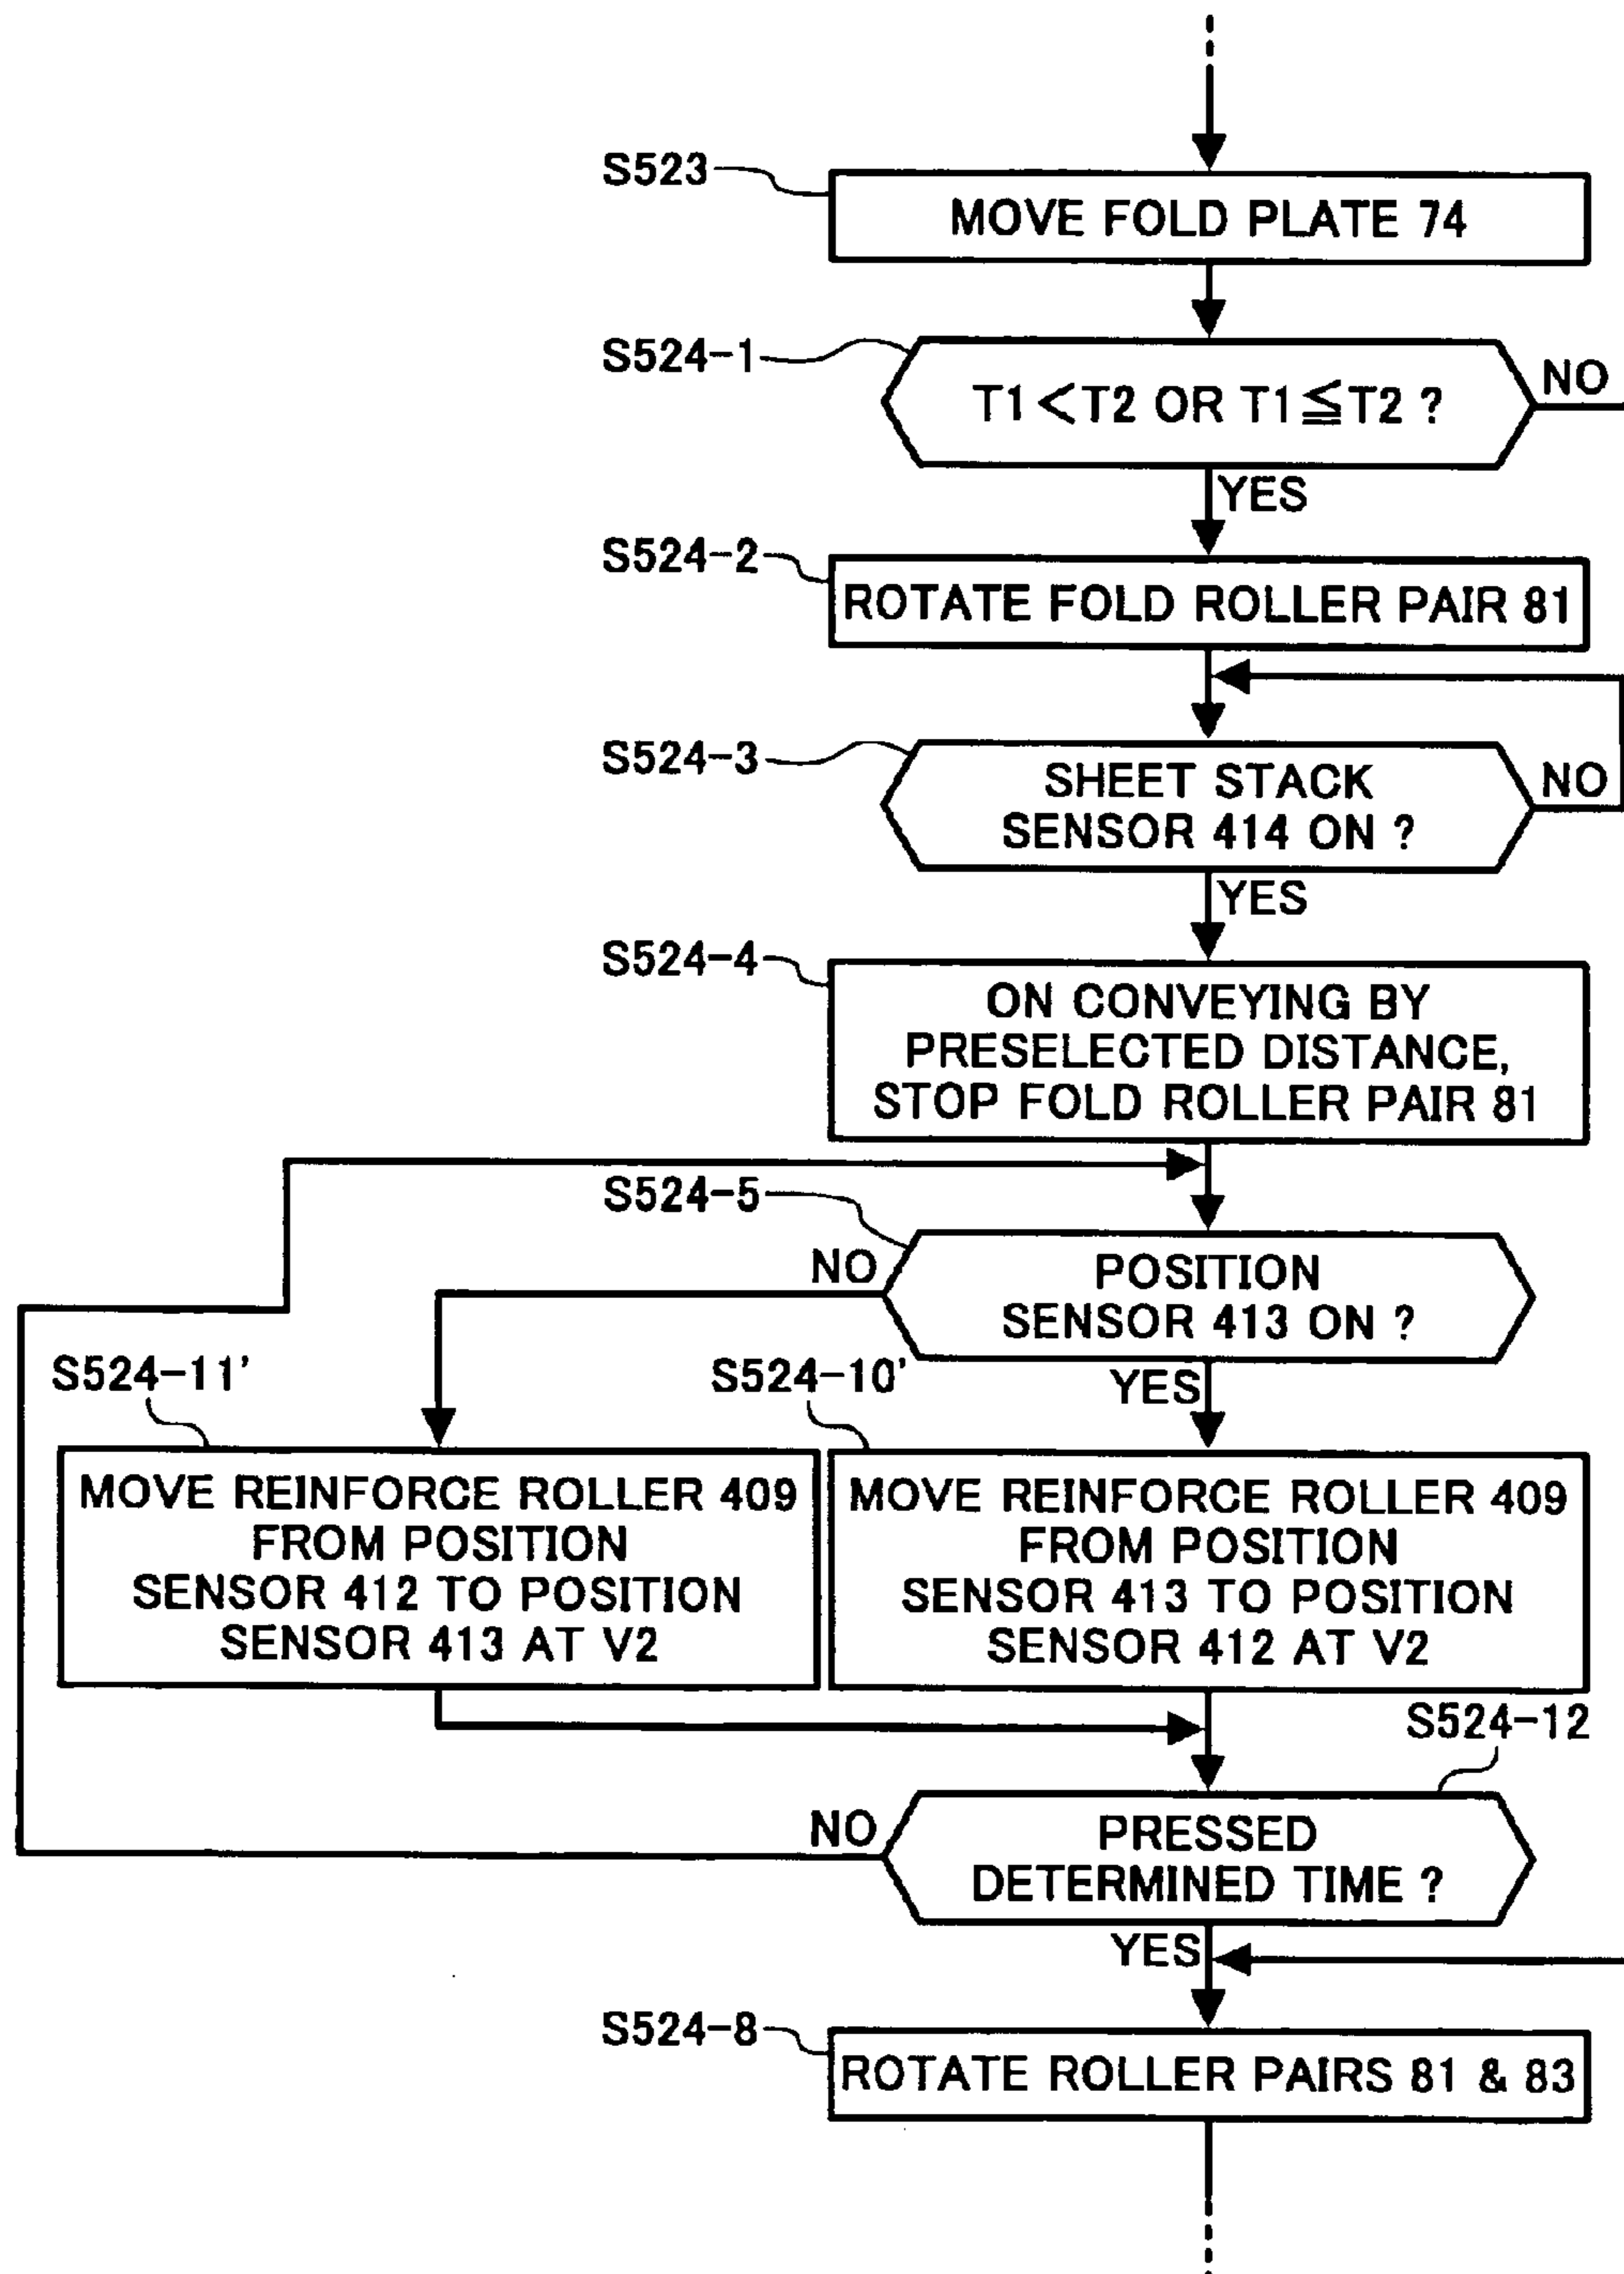 S523
MOVE FOLD PLATE 74
S524-1
T1<T2 OR T1≦T2 ?
NO
YES
S524-2
ROTATE FOLD ROLLER PAIR 81
S524-3
SHEET STACK
SENSOR 414 ON ?
NO
YES
S524-4
ON CONVEYING BY
PRESELECTED DISTANCE,
STOP FOLD ROLLER PAIR 81
S524-5
NO
POSITION
SENSOR 413 ON ?
YES
S524-11'
MOVE REINFORCE ROLLER 409
FROM POSITION
SENSOR 412 TO POSITION
SENSOR 413 AT V2
S524-10'
MOVE REINFORCE ROLLER 409
FROM POSITION
SENSOR 413 TO POSITION
SENSOR 412 AT V2
S524-12
NO
PRESSED
DETERMINED TIME ?
YES
S524-8
ROTATE ROLLER PAIRS 81 & 83